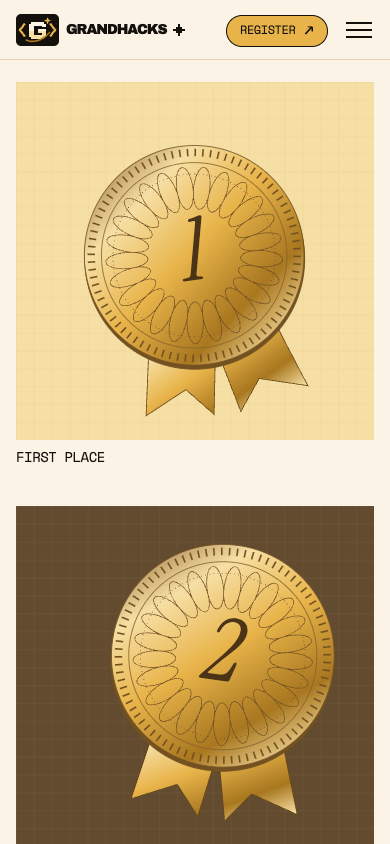 GRANDHACKS
REGISTER ↗
1
FIRST PLACE
2